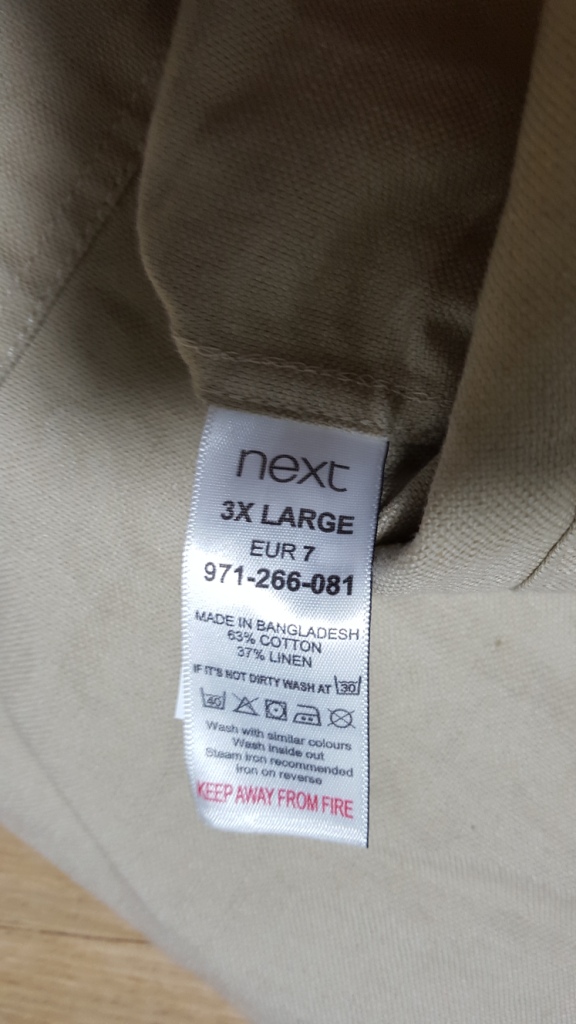 next
3X LARGE
EUR 7
971-266-081
MADE IN BANGLADESH
63% COTTON
37% LINEN
IF IT'S NOT DIRTY WASH AT 30
40
Wash with similar colours
Wash inside out
Steam iron recommended
Iron on reverse
KEEP AWAY FROM FIRE